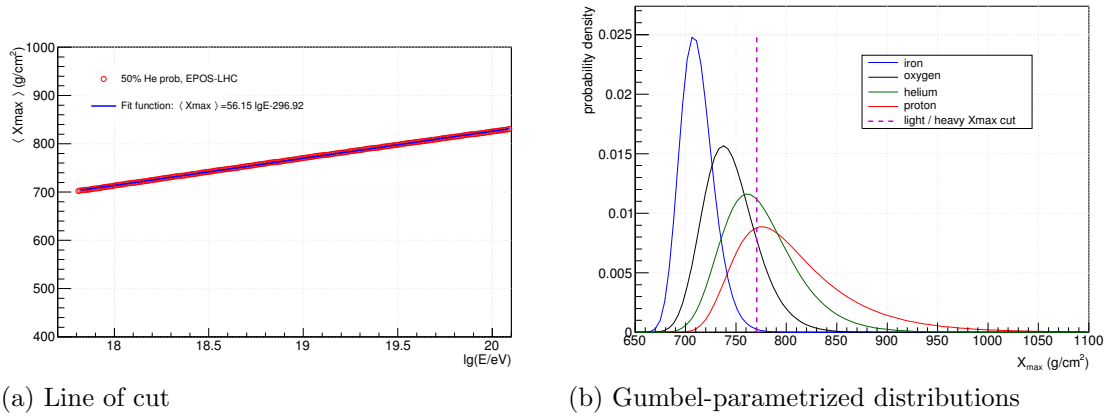 ⟨ Xmax ⟩ (g/cm²)
1000
900
800
700
600
500
400
50% He prob, EPOS-LHC
Fit function: ⟨ Xmax ⟩ =56.15 lgE-296.92
18 18.5 19 19.5 20
lg(E/eV)
(a) Line of cut
probability density
0.025
0.02
0.015
0.01
0.005
0
iron
oxygen
helium
proton
light / heavy Xmax cut
650 700 750 800 850 900 950 1000 1050 1100
X_max (g/cm²)
(b) Gumbel-parametrized distributions